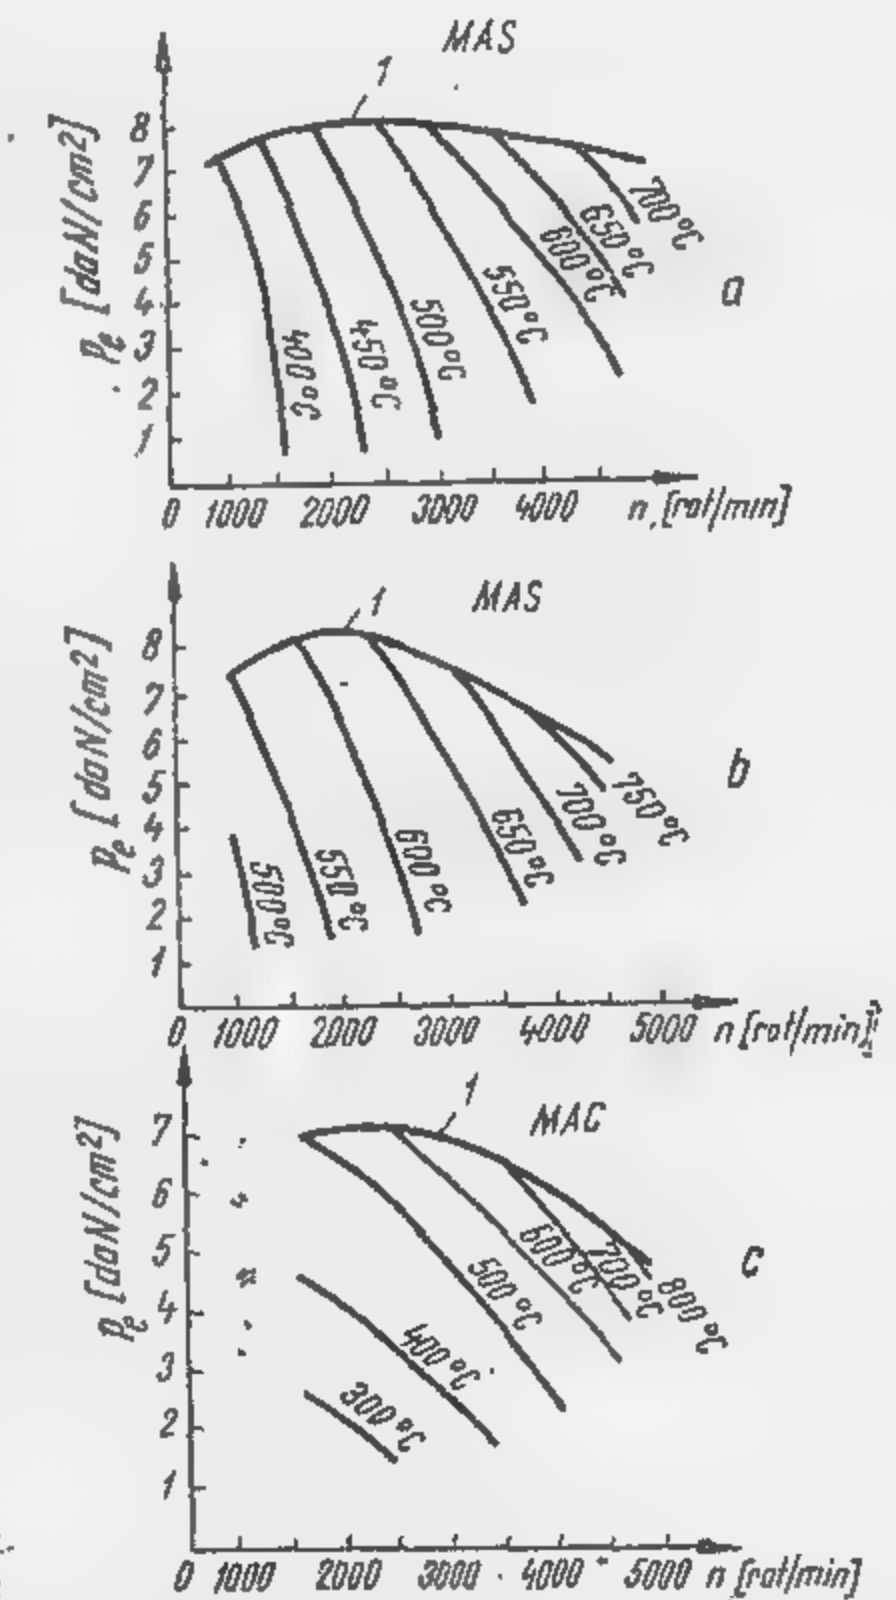 MAS
1
Pe [daN/cm²]
8
7
6
5
4
3
2
1
400°C
450°C
500°C
550°C
600°C
650°C
700°C
a
0 1000 2000 3000 4000 n, [rot/min]
MAS
1
Pe [daN/cm²]
8
7
6
5
4
3
2
1
500°C
550°C
600°C
650°C
700°C
750°C
b
0 1000 2000 3000 4000 5000 n [rot/min]
MAC
1
Pe [daN/cm²]
7
6
5
4
3
2
1
300°C
400°C
500°C
600°C
700°C
800°C
c
0 1000 2000 3000 4000 5000 n [rot/min]